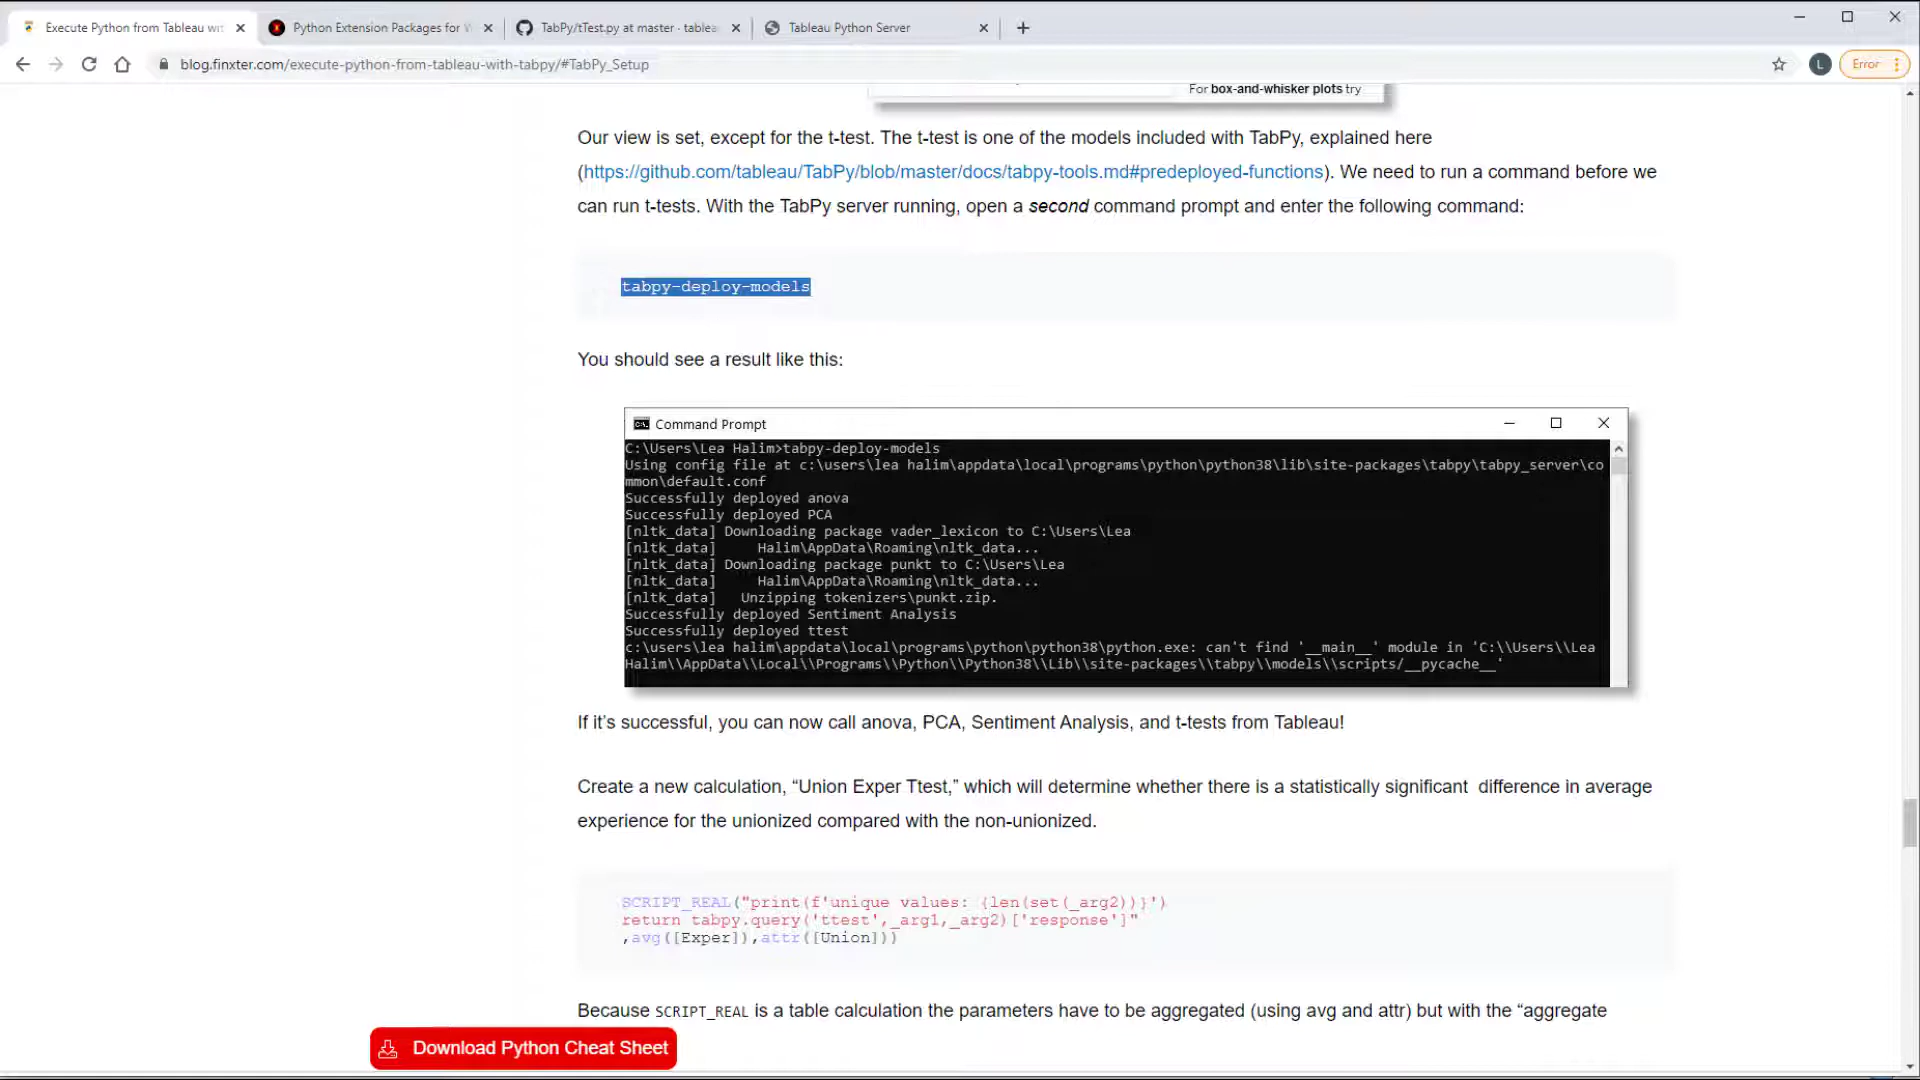 Execute Python from Tableau wit
Python Extension Packages for W
TabPy/tTest.py at master · tablea
Tableau Python Server
blog.finxter.com/execute-python-from-tableau-with-tabpy/#TabPy_Setup
L
Error
For box-and-whisker plots try
Our view is set, except for the t-test. The t-test is one of the models included with TabPy, explained here
(https://github.com/tableau/TabPy/blob/master/docs/tabpy-tools.md#predeployed-functions). We need to run a command before we
can run t-tests. With the TabPy server running, open a second command prompt and enter the following command:
tabpy-deploy-models
You should see a result like this:
Command Prompt
C:\Users\Lea Halim>tabpy-deploy-models
Using config file at c:\users\lea halim\appdata\local\programs\python\python38\lib\site-packages\tabpy\tabpy_server\co
mmon\default.conf
Successfully deployed anova
Successfully deployed PCA
[nltk_data] Downloading package vader_lexicon to C:\Users\Lea
[nltk_data]     Halim\AppData\Roaming\nltk_data...
[nltk_data] Downloading package punkt to C:\Users\Lea
[nltk_data]     Halim\AppData\Roaming\nltk_data...
[nltk_data]   Unzipping tokenizers\punkt.zip.
Successfully deployed Sentiment Analysis
Successfully deployed ttest
c:\users\lea halim\appdata\local\programs\python\python38\python.exe: can't find '__main__' module in 'C:\\Users\\Lea
Halim\\AppData\\Local\\Programs\\Python\\Python38\\Lib\\site-packages\\tabpy\\models\\scripts/__pycache__'
If it's successful, you can now call anova, PCA, Sentiment Analysis, and t-tests from Tableau!
Create a new calculation, “Union Exper Ttest,” which will determine whether there is a statistically significant  difference in average
experience for the unionized compared with the non-unionized.
SCRIPT_REAL("print(f'unique values: {len(set(_arg2))}')
return tabpy.query('ttest',_arg1,_arg2)['response']"
,avg([Exper]),attr([Union]))
Because SCRIPT_REAL is a table calculation the parameters have to be aggregated (using avg and attr) but with the “aggregate
Download Python Cheat Sheet